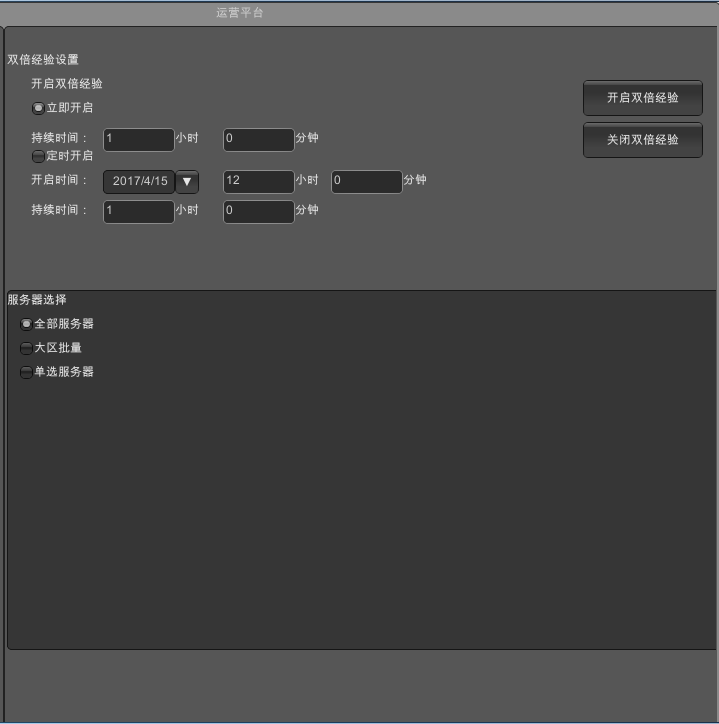 运营平台
双倍经验设置
开启双倍经验
立即开启
持续时间： 1 小时 0 分钟
定时开启
开启时间： 2017/4/15 ▼ 12 小时 0 分钟
持续时间： 1 小时 0 分钟
开启双倍经验
关闭双倍经验
服务器选择
全部服务器
大区批量
单选服务器